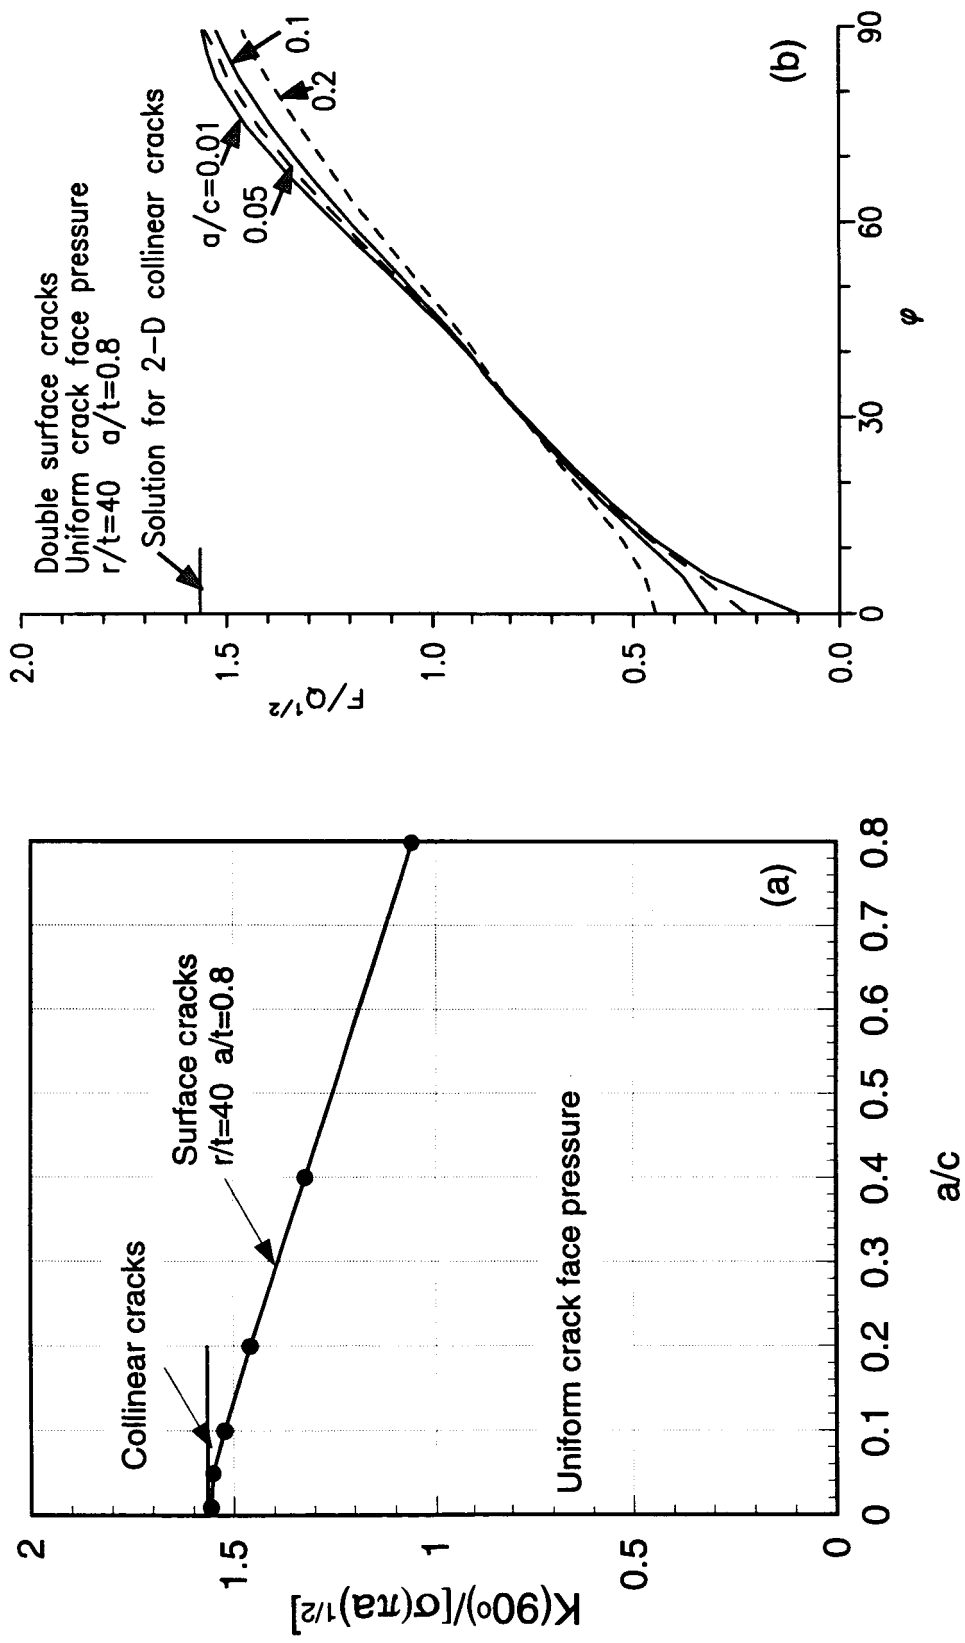 2
1.5
1
0.5
0
K(90⁰)/[σ(πa)^1/2]
Collinear cracks
Surface cracks
r/t=40 a/t=0.8
Uniform crack face pressure
(a)
0 0.1 0.2 0.3 0.4 0.5 0.6 0.7 0.8
a/c
2.0
1.5
1.0
0.5
0.0
F/Q^1/2
Double surface cracks
Uniform crack face pressure
r/t=40 a/t=0.8
Solution for 2-D collinear cracks
a/c=0.01
0.05
0.1
0.2
(b)
0 30 60 90
φ